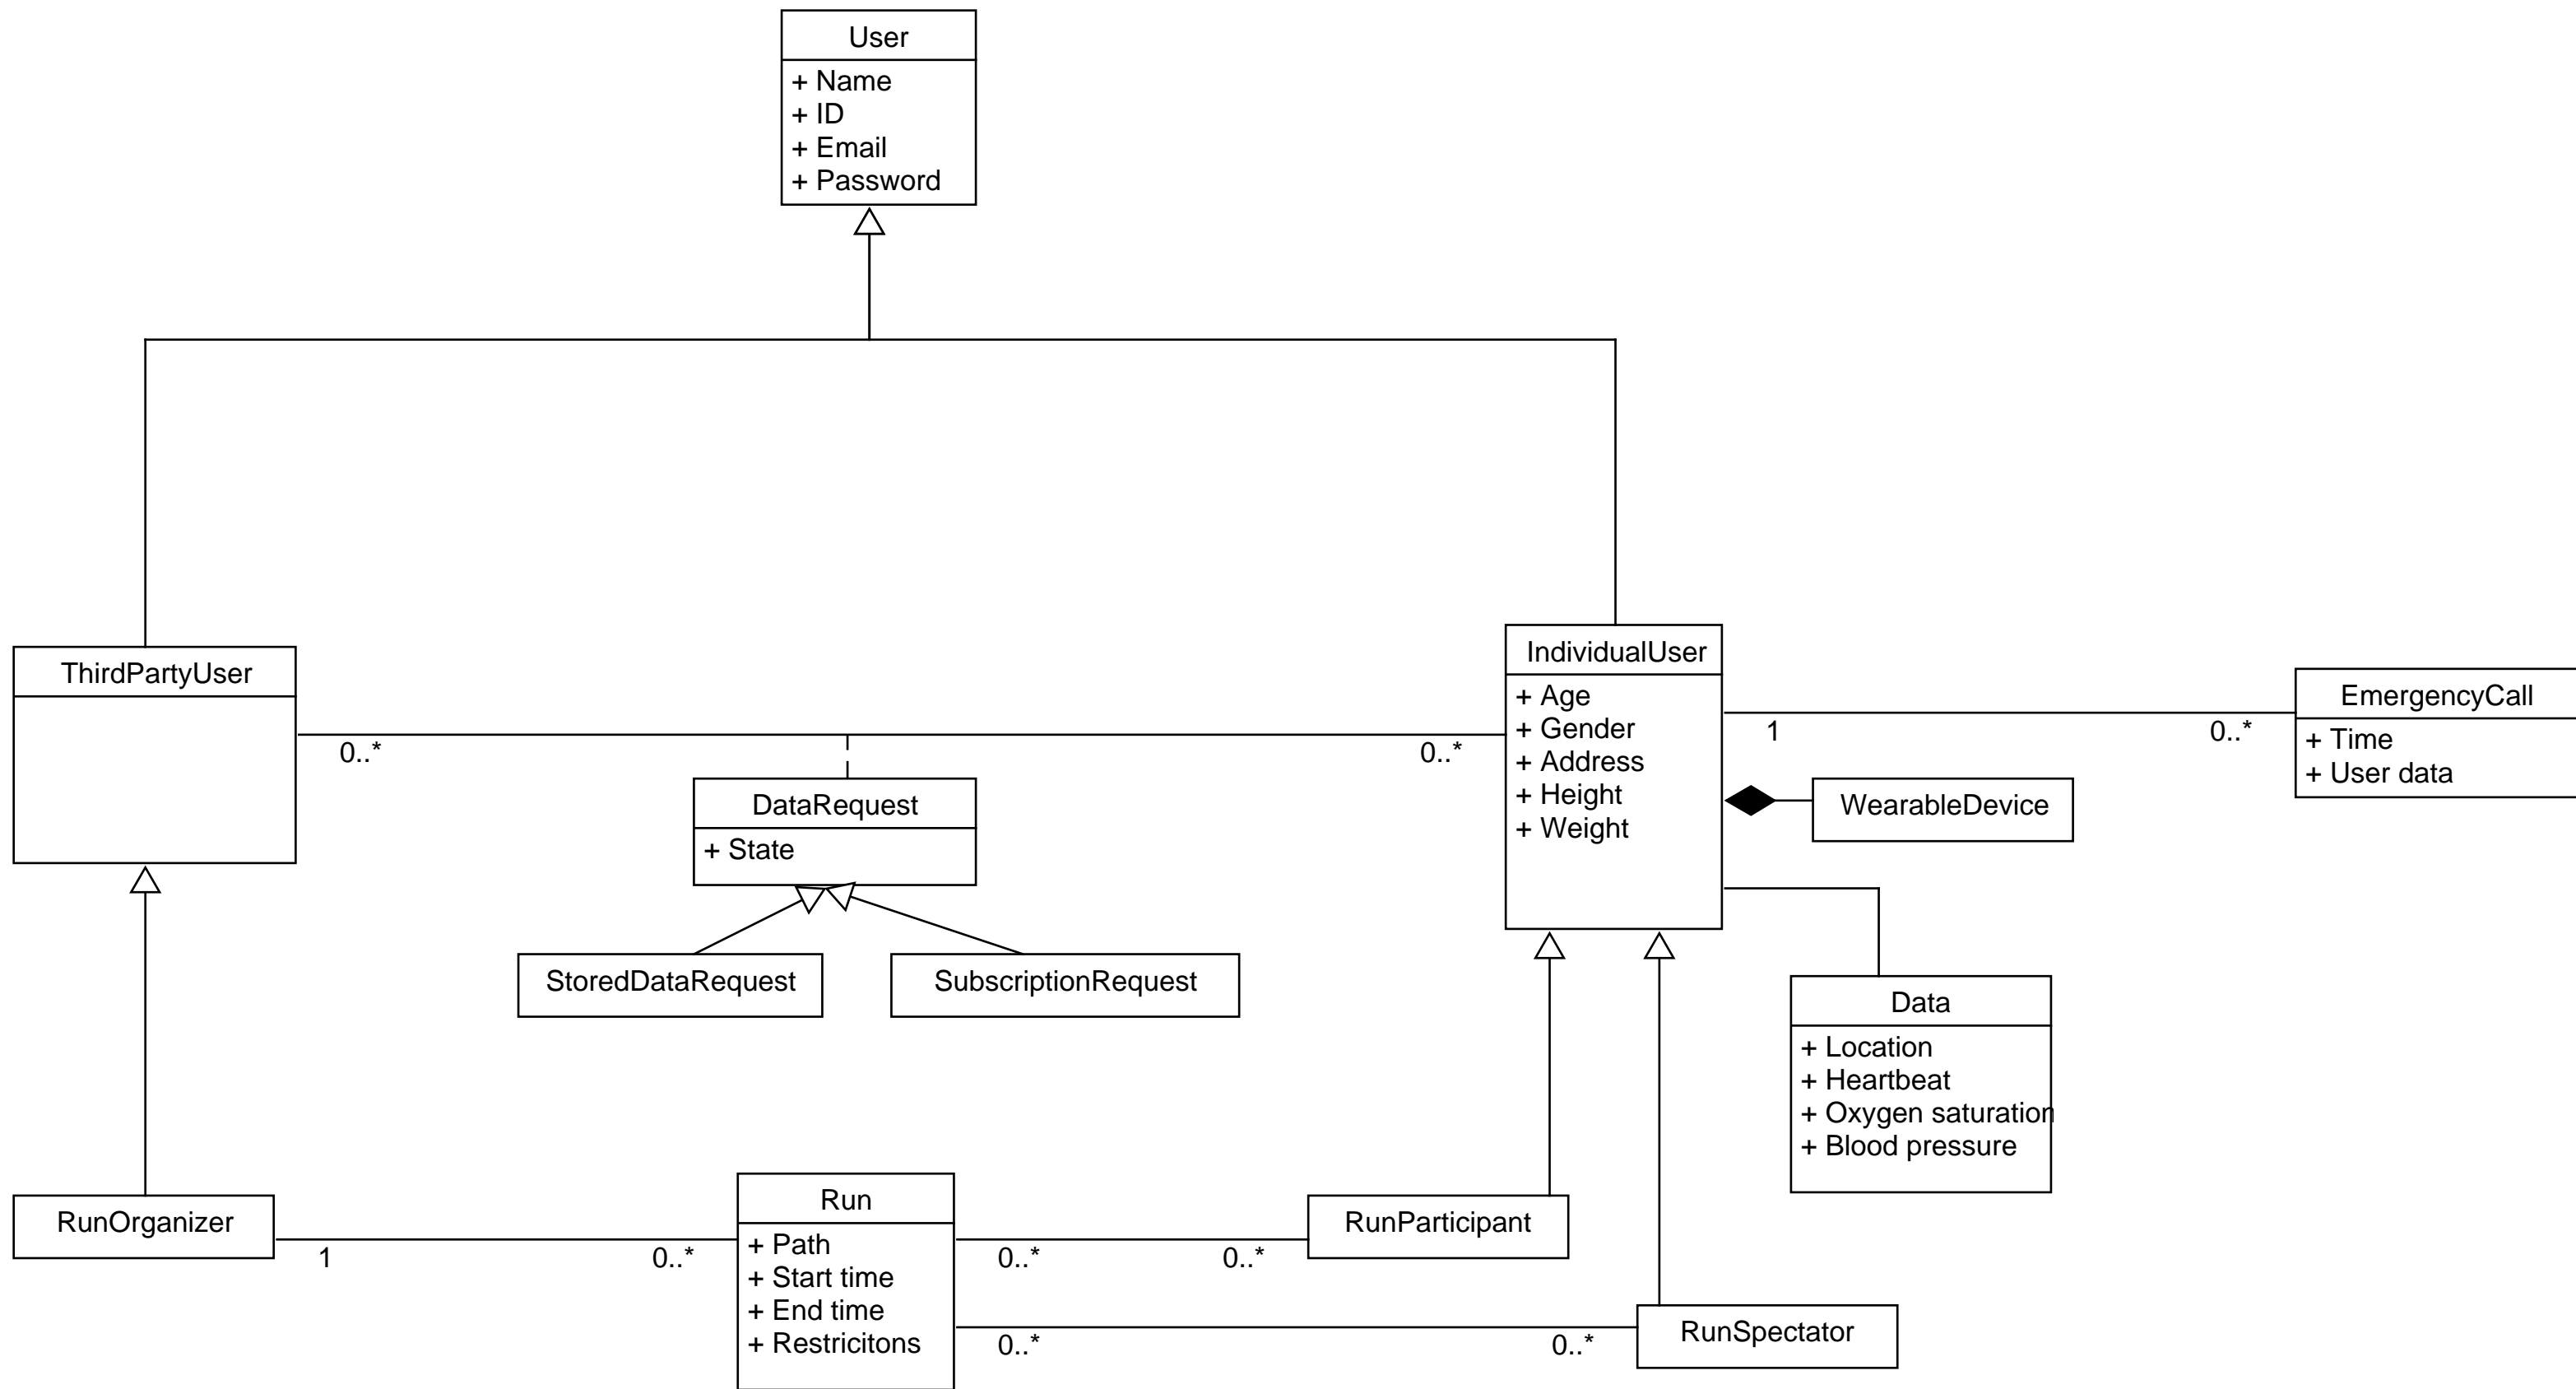 User
+ Name
+ ID
+ Email
+ Password
ThirdPartyUser
0..*
0..*
DataRequest
+ State
StoredDataRequest
SubscriptionRequest
IndividualUser
+ Age
+ Gender
+ Address
+ Height
+ Weight
1
0..*
EmergencyCall
+ Time
+ User data
WearableDevice
Data
+ Location
+ Heartbeat
+ Oxygen saturation
+ Blood pressure
RunOrganizer
1
0..*
Run
+ Path
+ Start time
+ End time
+ Restricitons
0..*
0..*
RunParticipant
0..*
0..*
RunSpectator